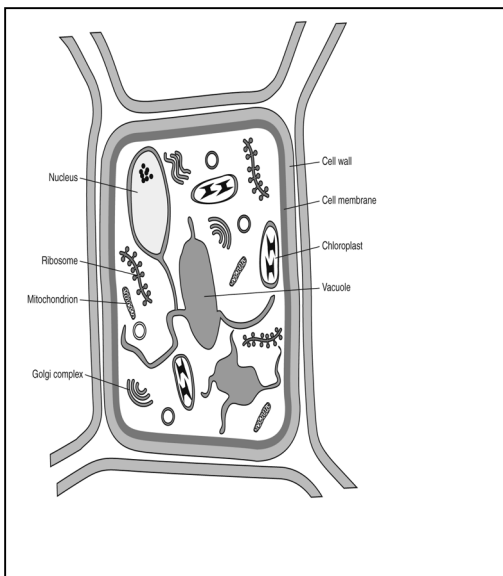 Nucleus
Ribosome
Mitochondrion
Golgi complex
Cell wall
Cell membrane
Chloroplast
Vacuole